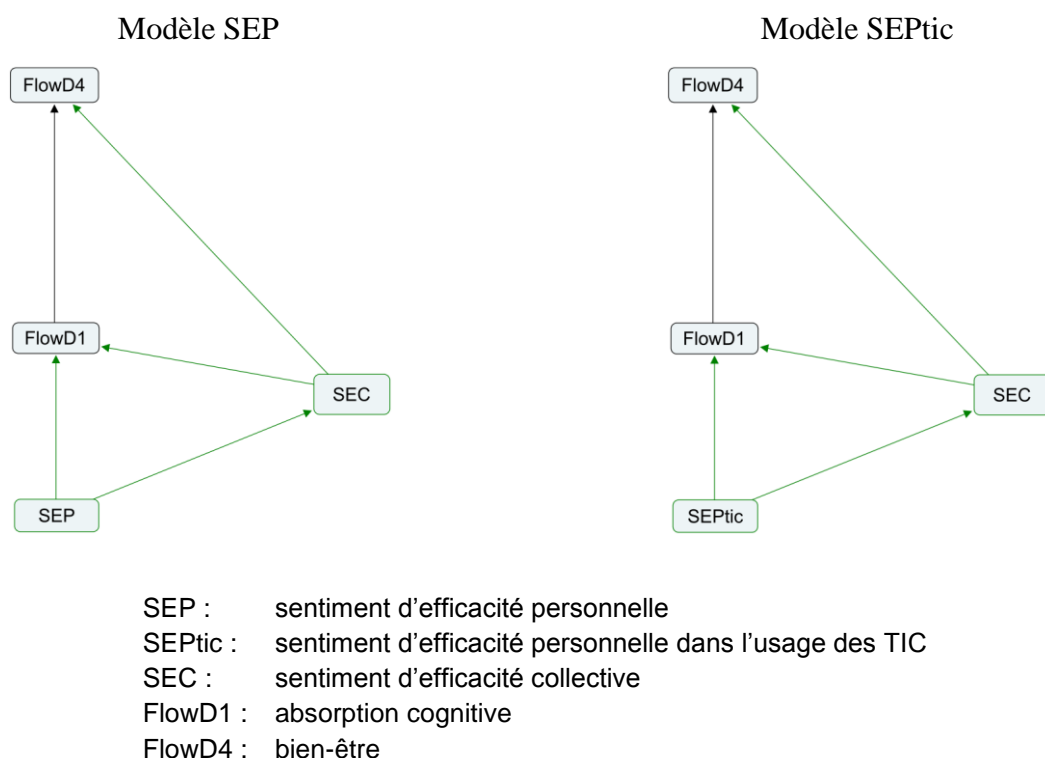 Modèle SEP
Modèle SEPtic
FlowD4
FlowD4
FlowD1
FlowD1
SEC
SEC
SEP
SEPtic
SEP : sentiment d’efficacité personnelle
SEPtic : sentiment d’efficacité personnelle dans l’usage des TIC
SEC : sentiment d’efficacité collective
FlowD1 : absorption cognitive
FlowD4 : bien-être